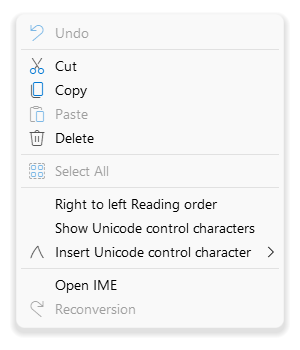 Undo
Cut
Copy
Paste
Delete
Select All
Right to left Reading order
Show Unicode control characters
Insert Unicode control character
Open IME
Reconversion